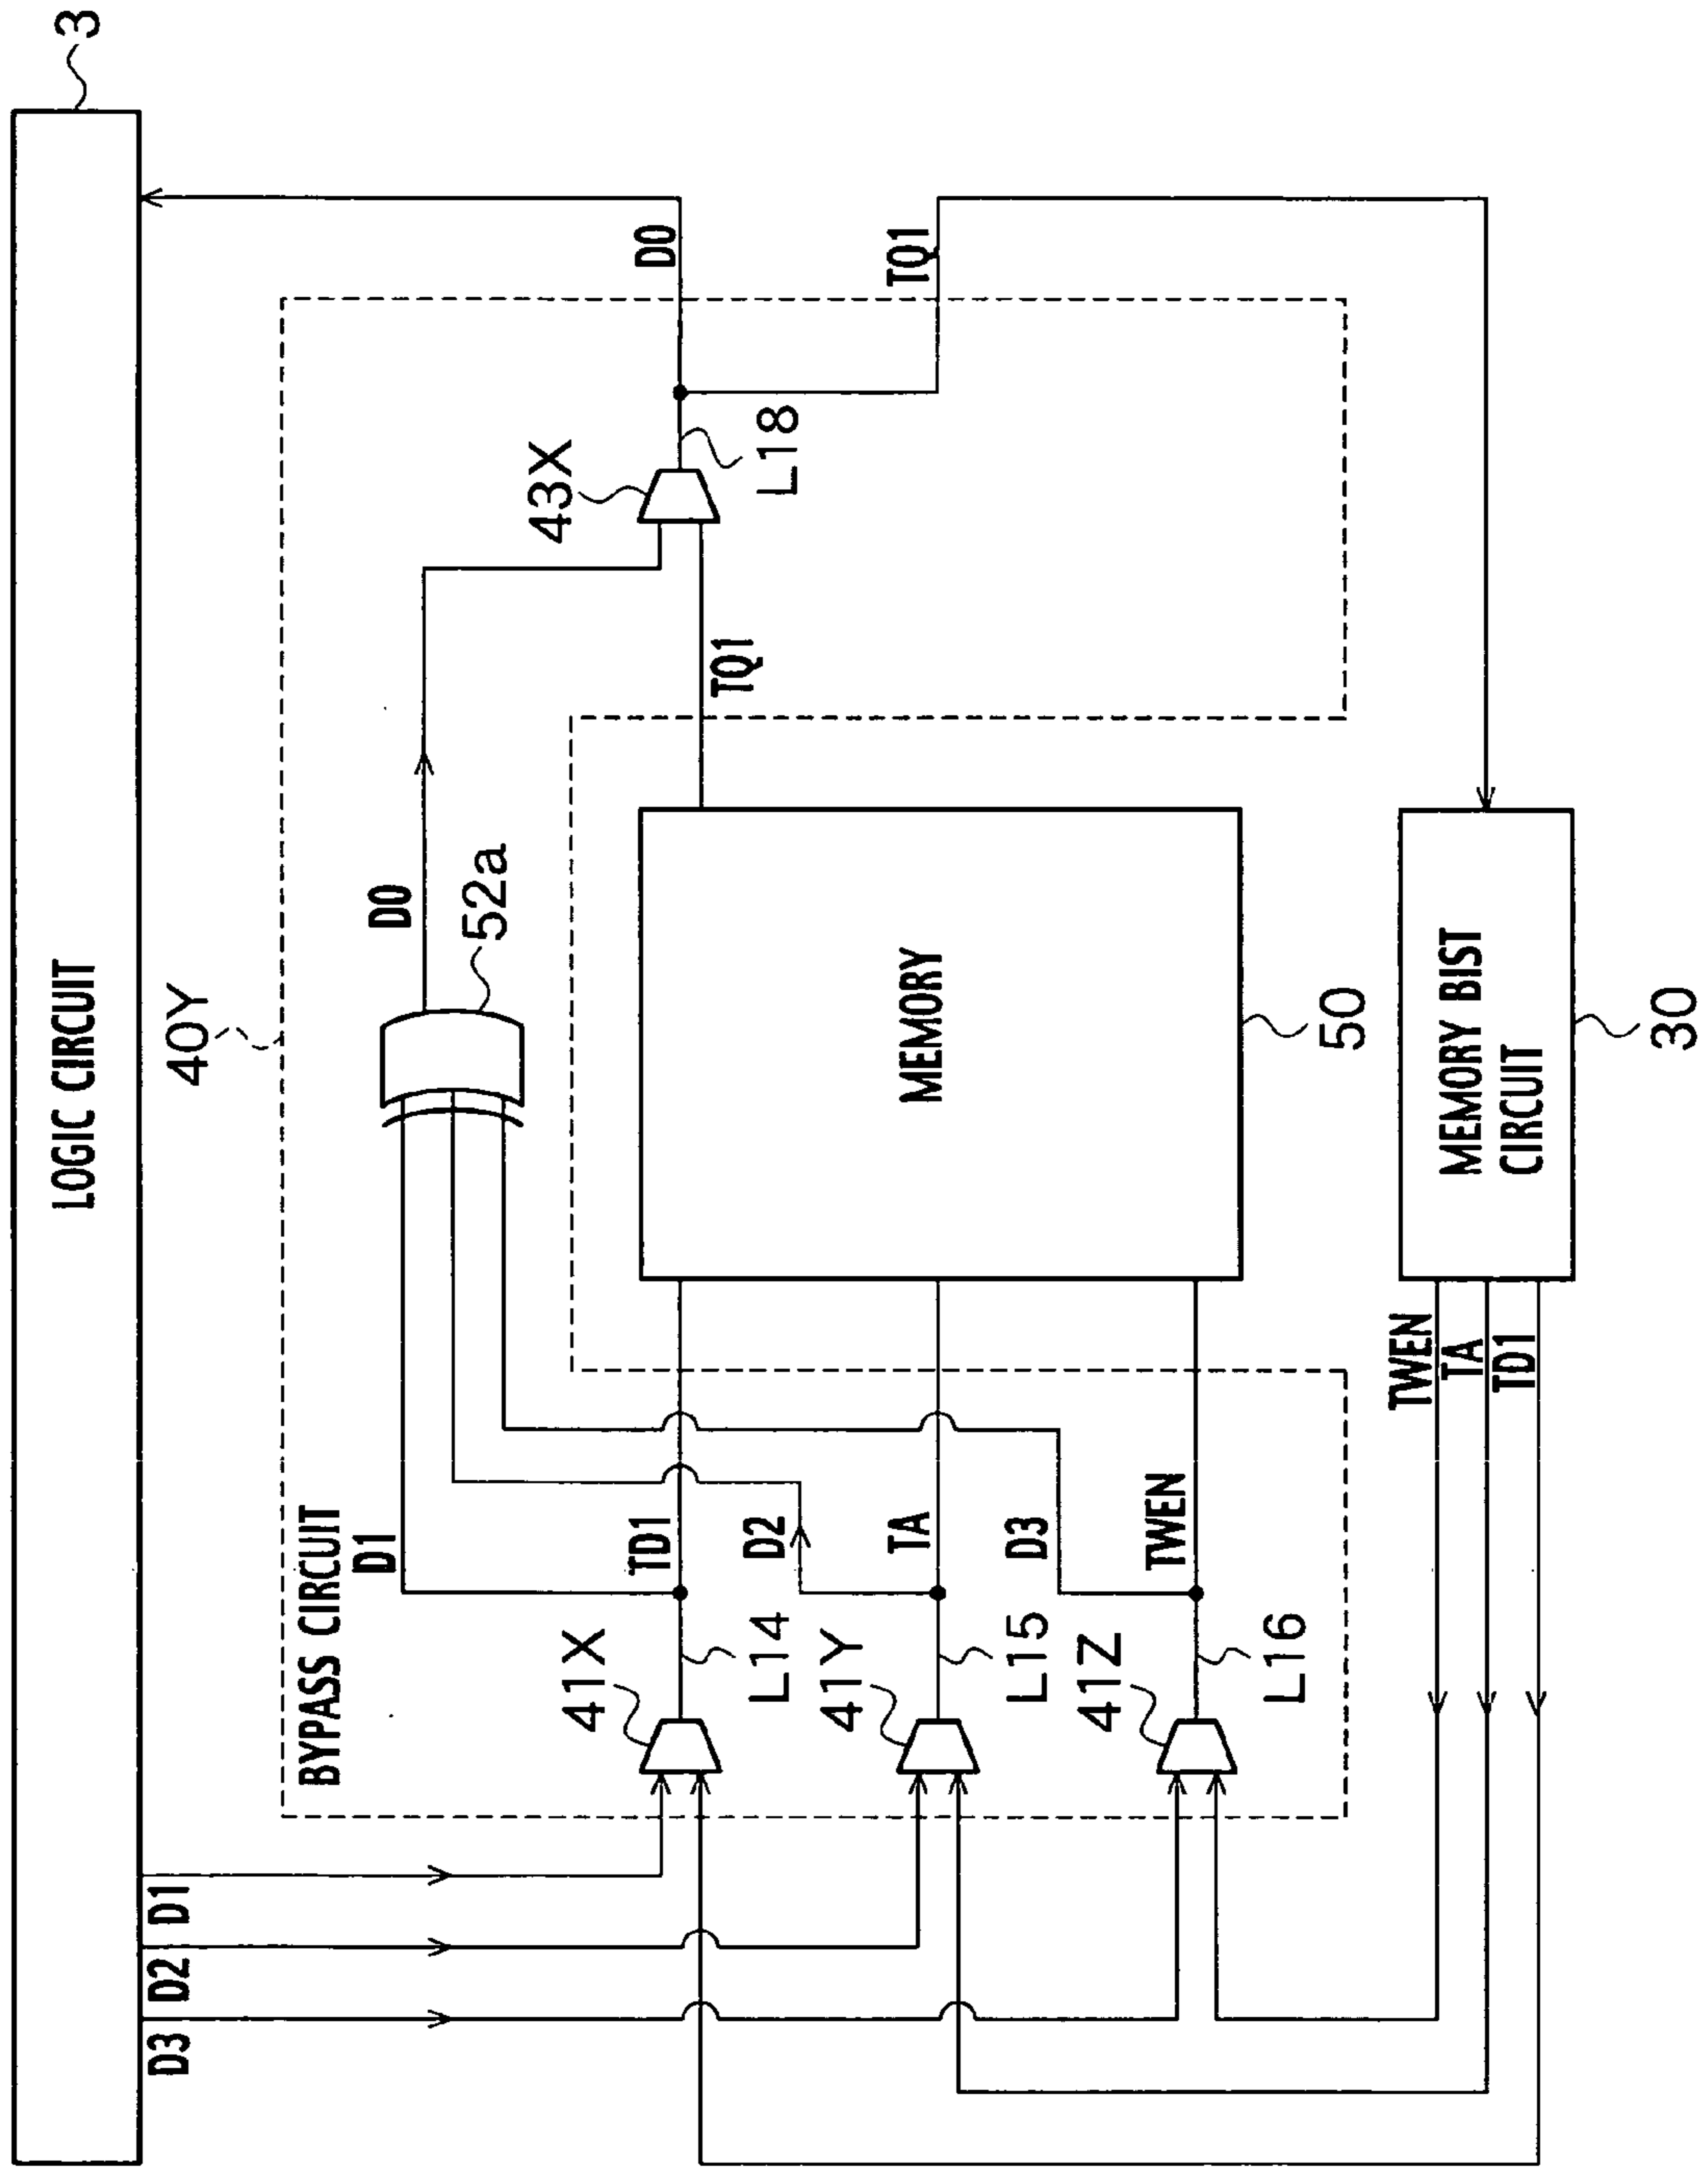 LOGIC CIRCUIT
3
40Y
BYPASS CIRCUIT
D3
D2
D1
D1
D0
52a
43X
D0
41X
L14
TD1
TQ1
L18
TQ1
D2
41Y
L15
TA
MEMORY
50
D3
41Z
L16
TWEN
TWEN
TA
TD1
MEMORY BIST
CIRCUIT
30